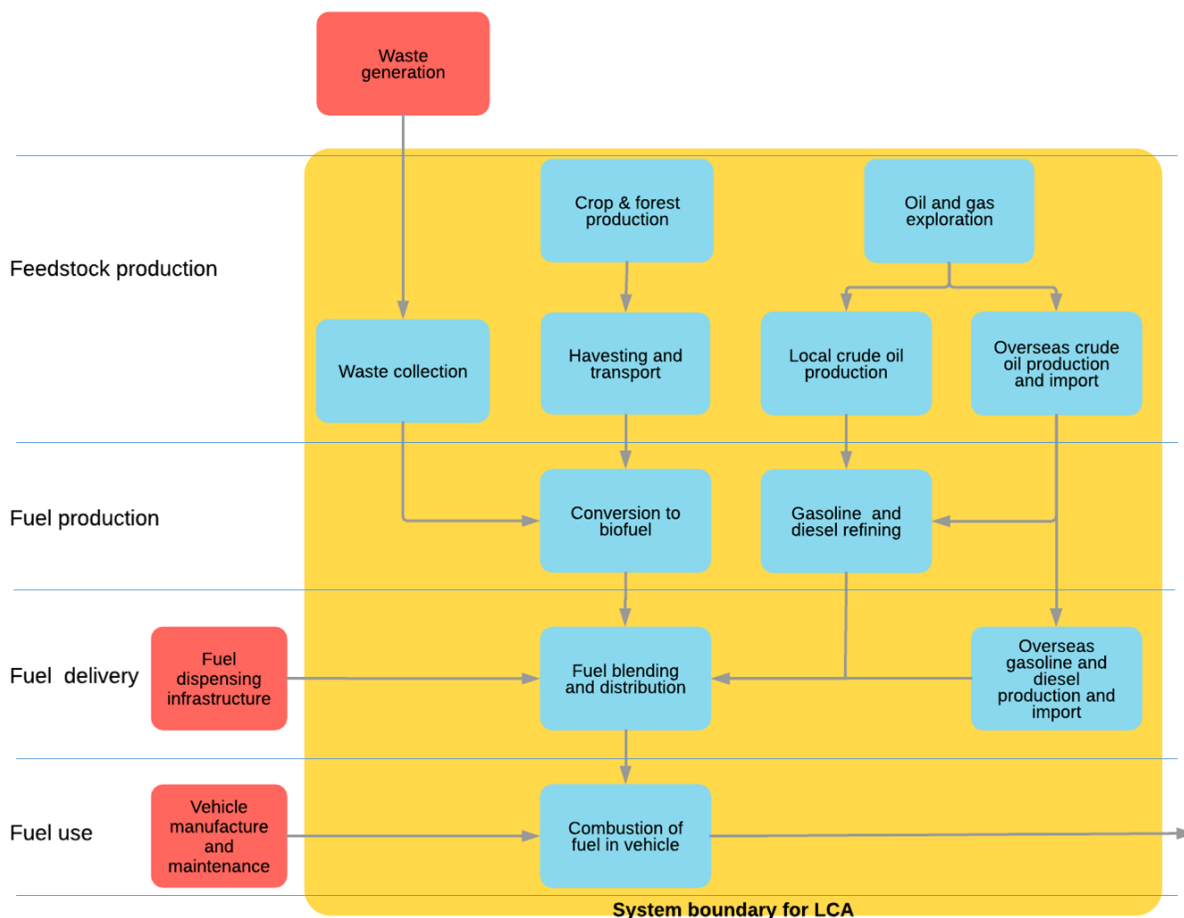 Waste
generation
Feedstock production
Crop & forest
production
Oil and gas
exploration
Waste collection
Havesting and
transport
Local crude oil
production
Overseas crude
oil production
and import
Fuel production
Conversion to
biofuel
Gasoline and
diesel refining
Fuel delivery
Fuel
dispensing
infrastructure
Fuel blending
and distribution
Overseas
gasoline and
diesel
production and
import
Fuel use
Vehicle
manufacture
and
maintenance
Combustion of
fuel in vehicle
System boundary for LCA